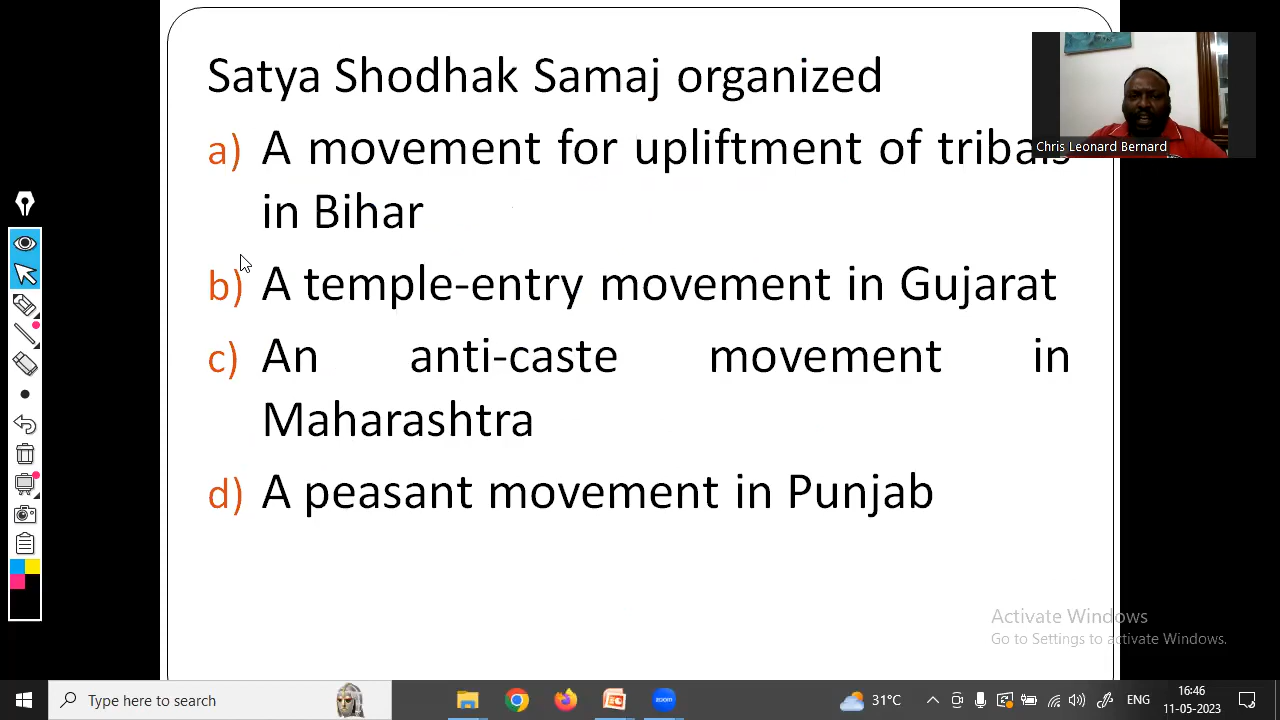 Satya Shodhak Samaj organized
a) A movement for upliftment of tribals
in Bihar
b) A temple-entry movement in Gujarat
c) An anti-caste movement in
Maharashtra
d) A peasant movement in Punjab
Chris Leonard Bernard
Activate Windows
Go to Settings to activate Windows.
Type here to search
zoom
31°C
ENG
16:46
11-05-2023